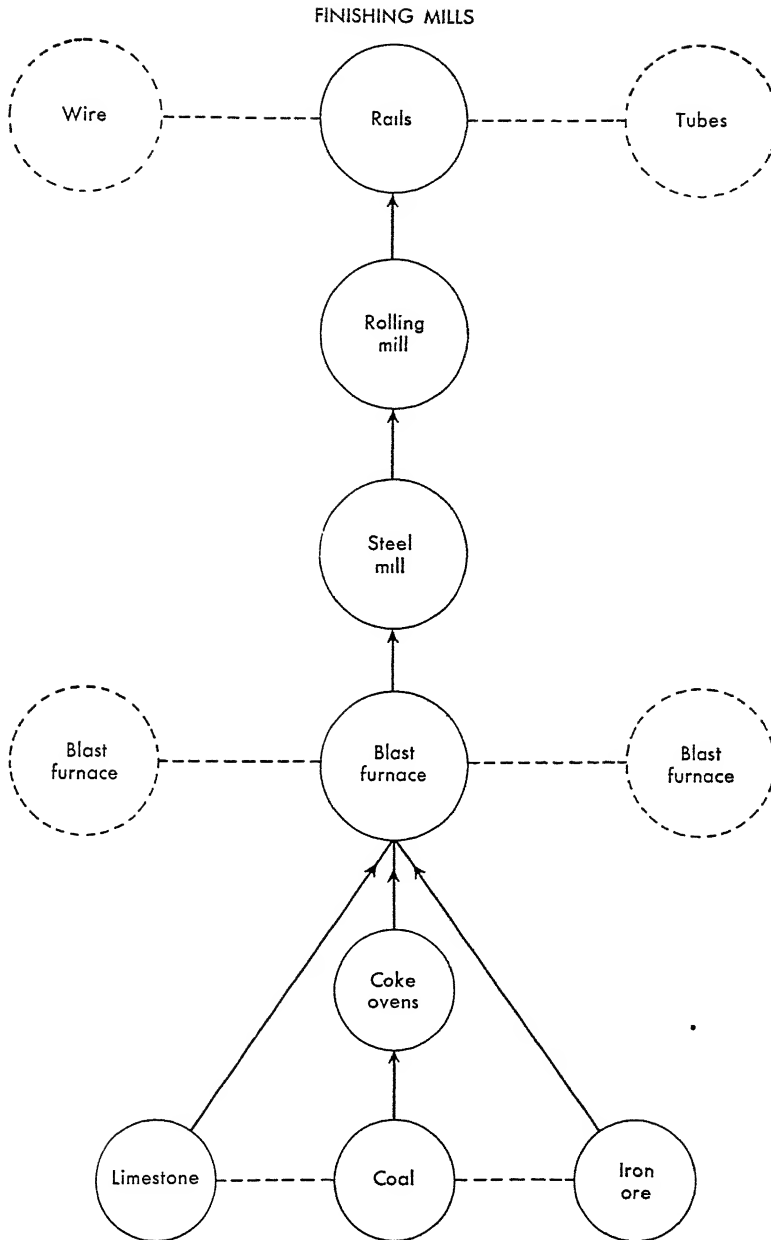 FINISHING MILLS
Wire
Rails
Tubes
Rolling
mill
Steel
mill
Blast
furnace
Blast
furnace
Blast
furnace
Coke
ovens
Limestone
Coal
Iron
ore